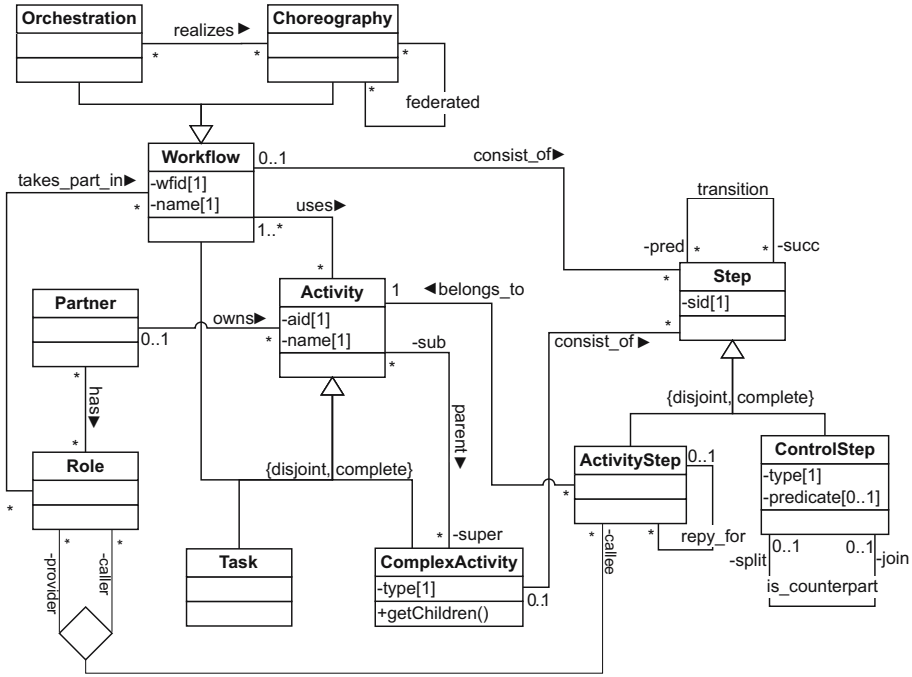 Orchestration
Choreography
realizes
*
*
*
*
federated
Workflow
-wfid[1]
-name[1]
0..1
consist_of
takes_part_in
*
uses
1..*
*
transition
-pred
*
*
-succ
Step
-sid[1]
*
*
Partner
0..1
owns
*
Activity
-aid[1]
-name[1]
1
belongs_to
consist_of
*
-sub
*
has
*
parent
{disjoint, complete}
{disjoint, complete}
Role
*
ActivityStep
0..1
*
*
repy_for
*
ControlStep
-type[1]
-predicate[0..1]
-split
0..1
0..1
-join
is_counterpart
*
-provider
*
-caller
-callee
Task
*
-super
ComplexActivity
-type[1]
+getChildren()
0..1